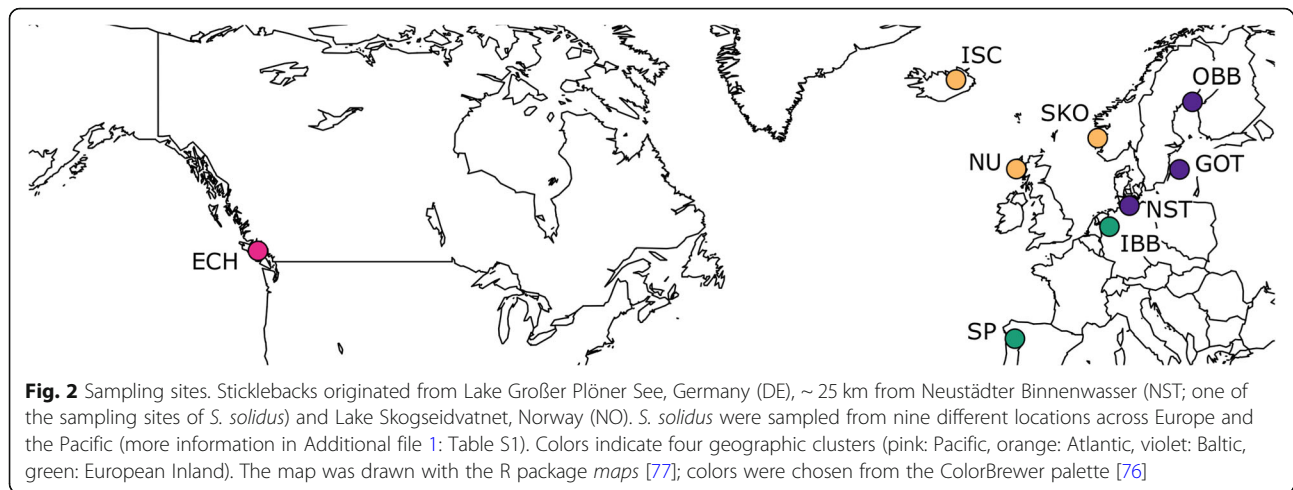 ISC
OBB
SKO
NU
GOT
NST
ECH
IBB
SP
Fig. 2 Sampling sites. Sticklebacks originated from Lake Großer Plöner See, Germany (DE), ~ 25 km from Neustädter Binnenwasser (NST; one of
the sampling sites of S. solidus) and Lake Skogseidvatnet, Norway (NO). S. solidus were sampled from nine different locations across Europe and
the Pacific (more information in Additional file 1: Table S1). Colors indicate four geographic clusters (pink: Pacific, orange: Atlantic, violet: Baltic,
green: European Inland). The map was drawn with the R package maps [77]; colors were chosen from the ColorBrewer palette [76]